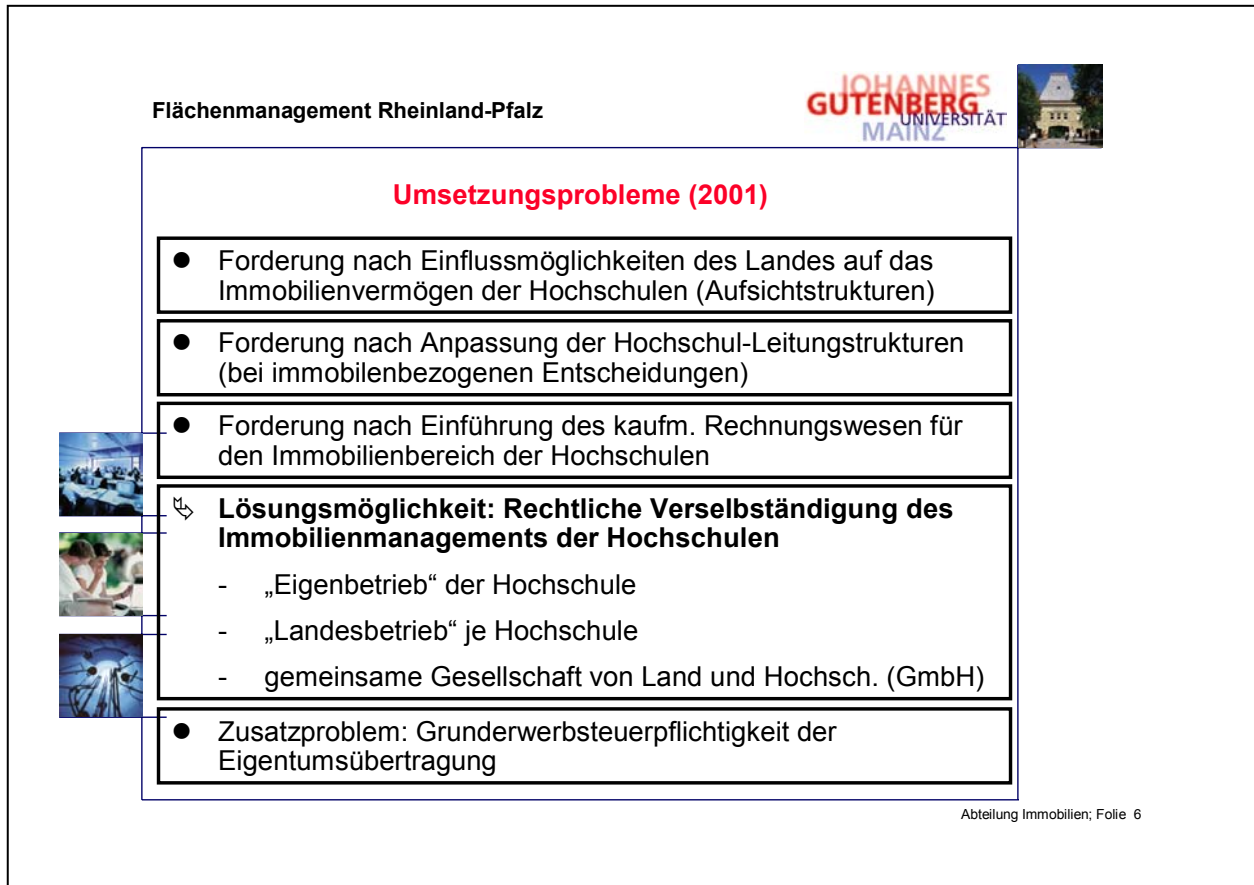 Flächenmanagement Rheinland-Pfalz
JOHANNES
GUTENBERG
UNIVERSITÄT
MAINZ
Umsetzungsprobleme (2001)
● Forderung nach Einflussmöglichkeiten des Landes auf das
Immobilienvermögen der Hochschulen (Aufsichtstrukturen)
● Forderung nach Anpassung der Hochschul-Leitungstrukturen
(bei immobilenbezogenen Entscheidungen)
● Forderung nach Einführung des kaufm. Rechnungswesen für
den Immobilienbereich der Hochschulen
Lösungsmöglichkeit: Rechtliche Verselbständigung des
Immobilienmanagements der Hochschulen
- „Eigenbetrieb“ der Hochschule
- „Landesbetrieb“ je Hochschule
- gemeinsame Gesellschaft von Land und Hochsch. (GmbH)
● Zusatzproblem: Grunderwerbsteuerpflichtigkeit der
Eigentumsübertragung
Abteilung Immobilien; Folie 6